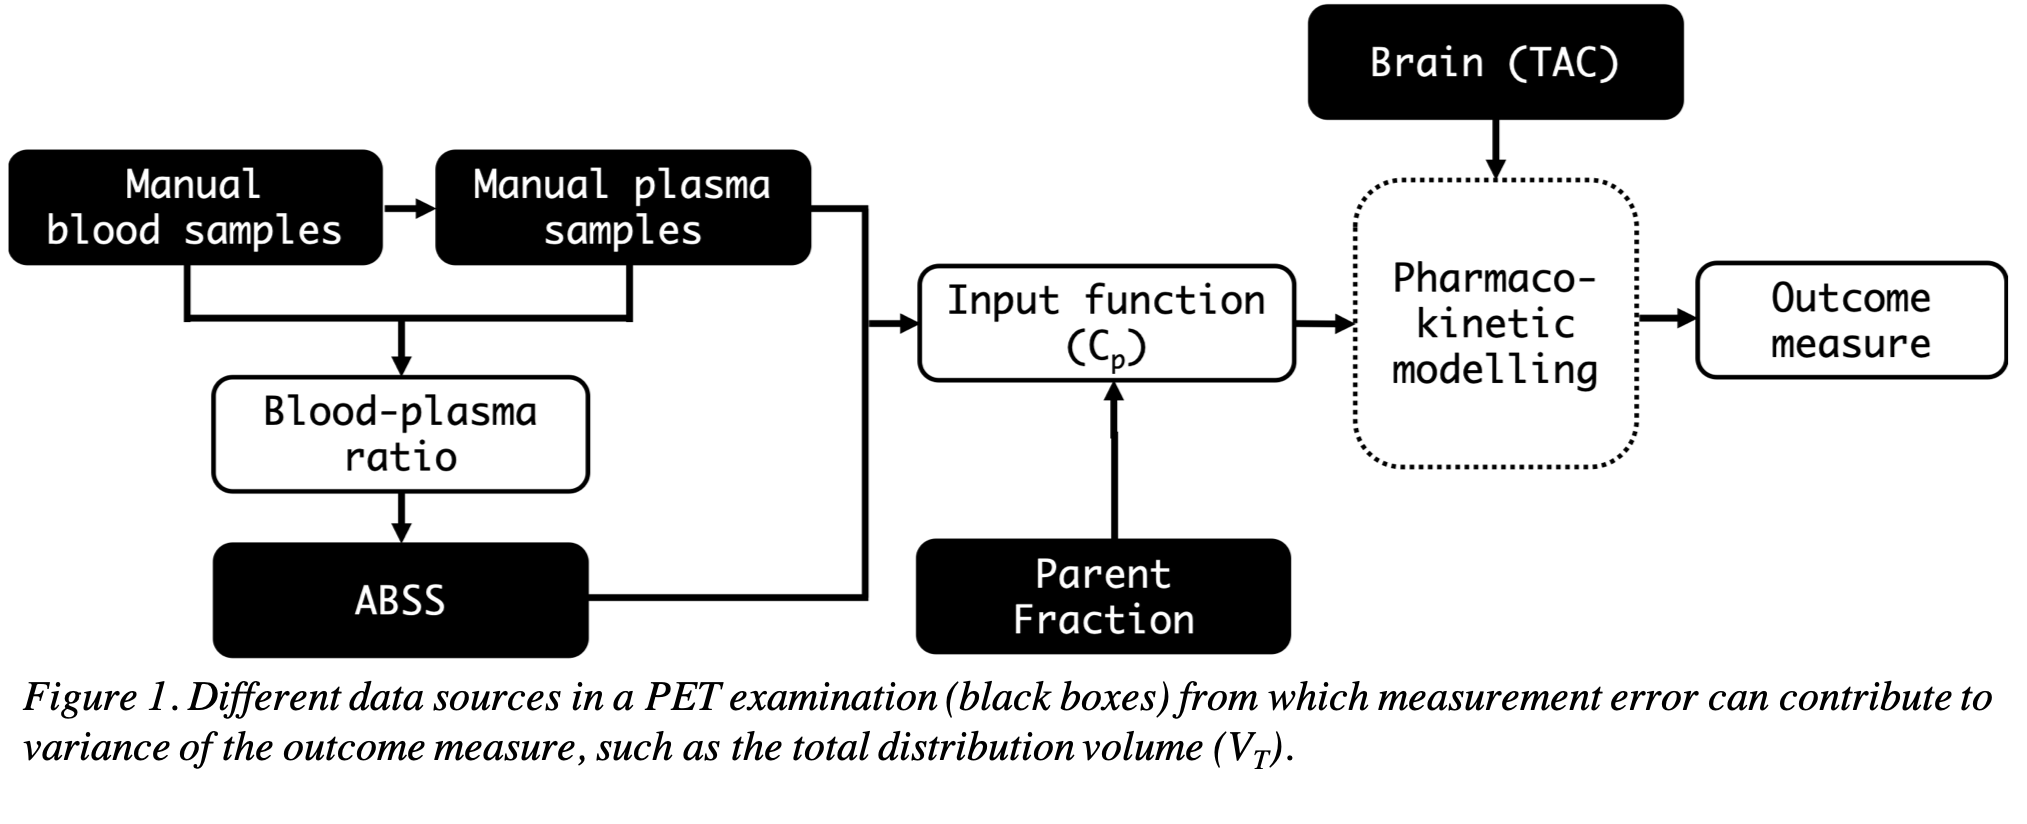 Brain (TAC)
Manual
blood samples
Manual plasma
samples
Input function
(Cp)
Pharmaco-
kinetic
modelling
Outcome
measure
Blood-plasma
ratio
ABSS
Parent
Fraction
Figure 1. Different data sources in a PET examination (black boxes) from which measurement error can contribute to
variance of the outcome measure, such as the total distribution volume (VT).